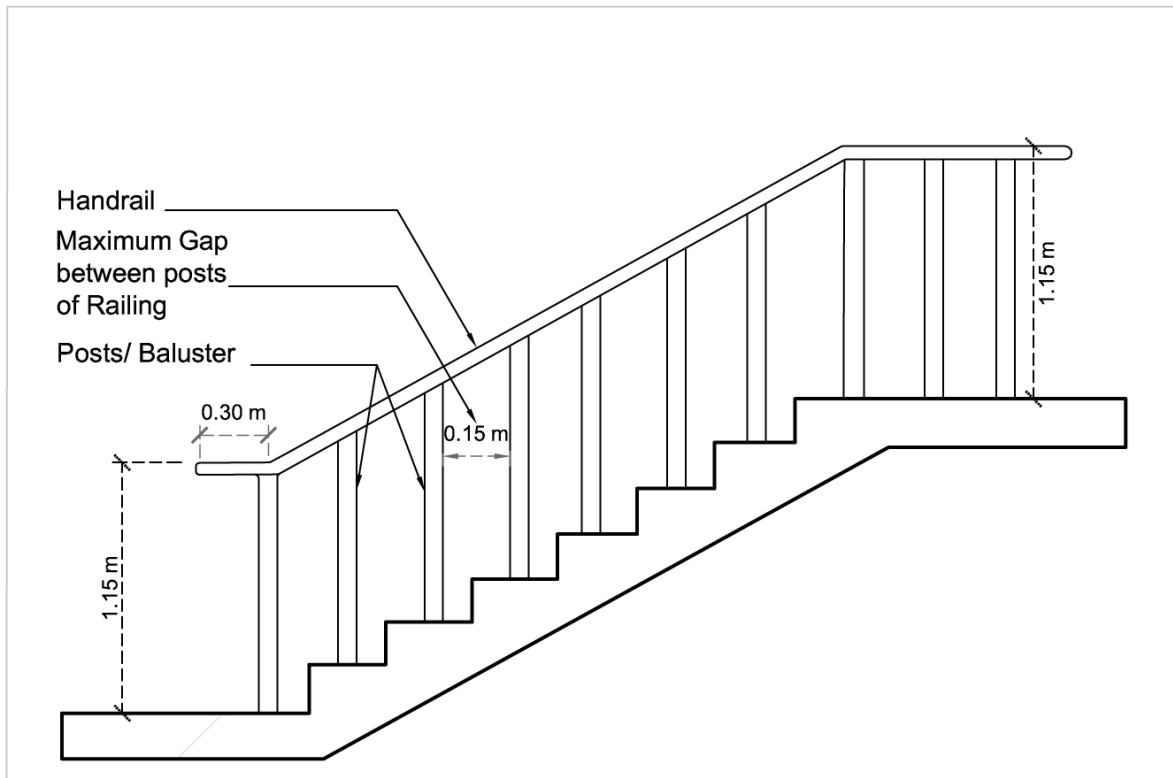 Handrail
Maximum Gap
between posts
of Railing
Posts/ Baluster
0.30 m
0.15 m
1.15 m
1.15 m